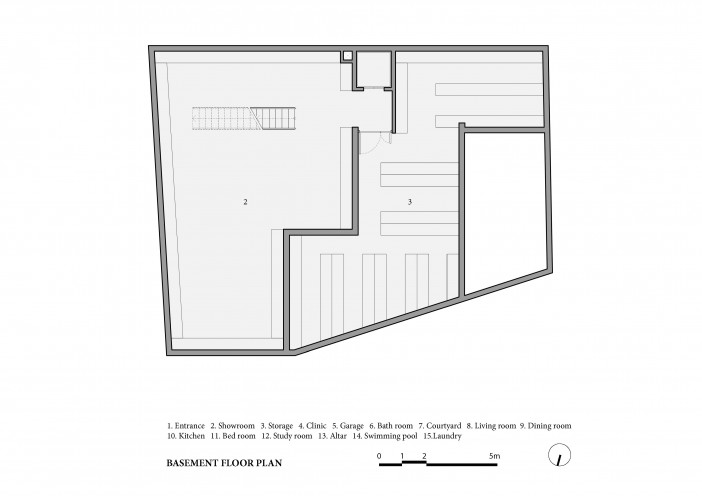 2
3
1. Entrance 2. Showroom 3. Storage 4. Clinic 5. Garage 6. Bath room 7. Courtyard 8. Living room 9. Dining room
10. Kitchen 11. Bed room 12. Study room 13. Altar 14. Swimming pool 15.Laundry
BASEMENT FLOOR PLAN
0 1 2 5m